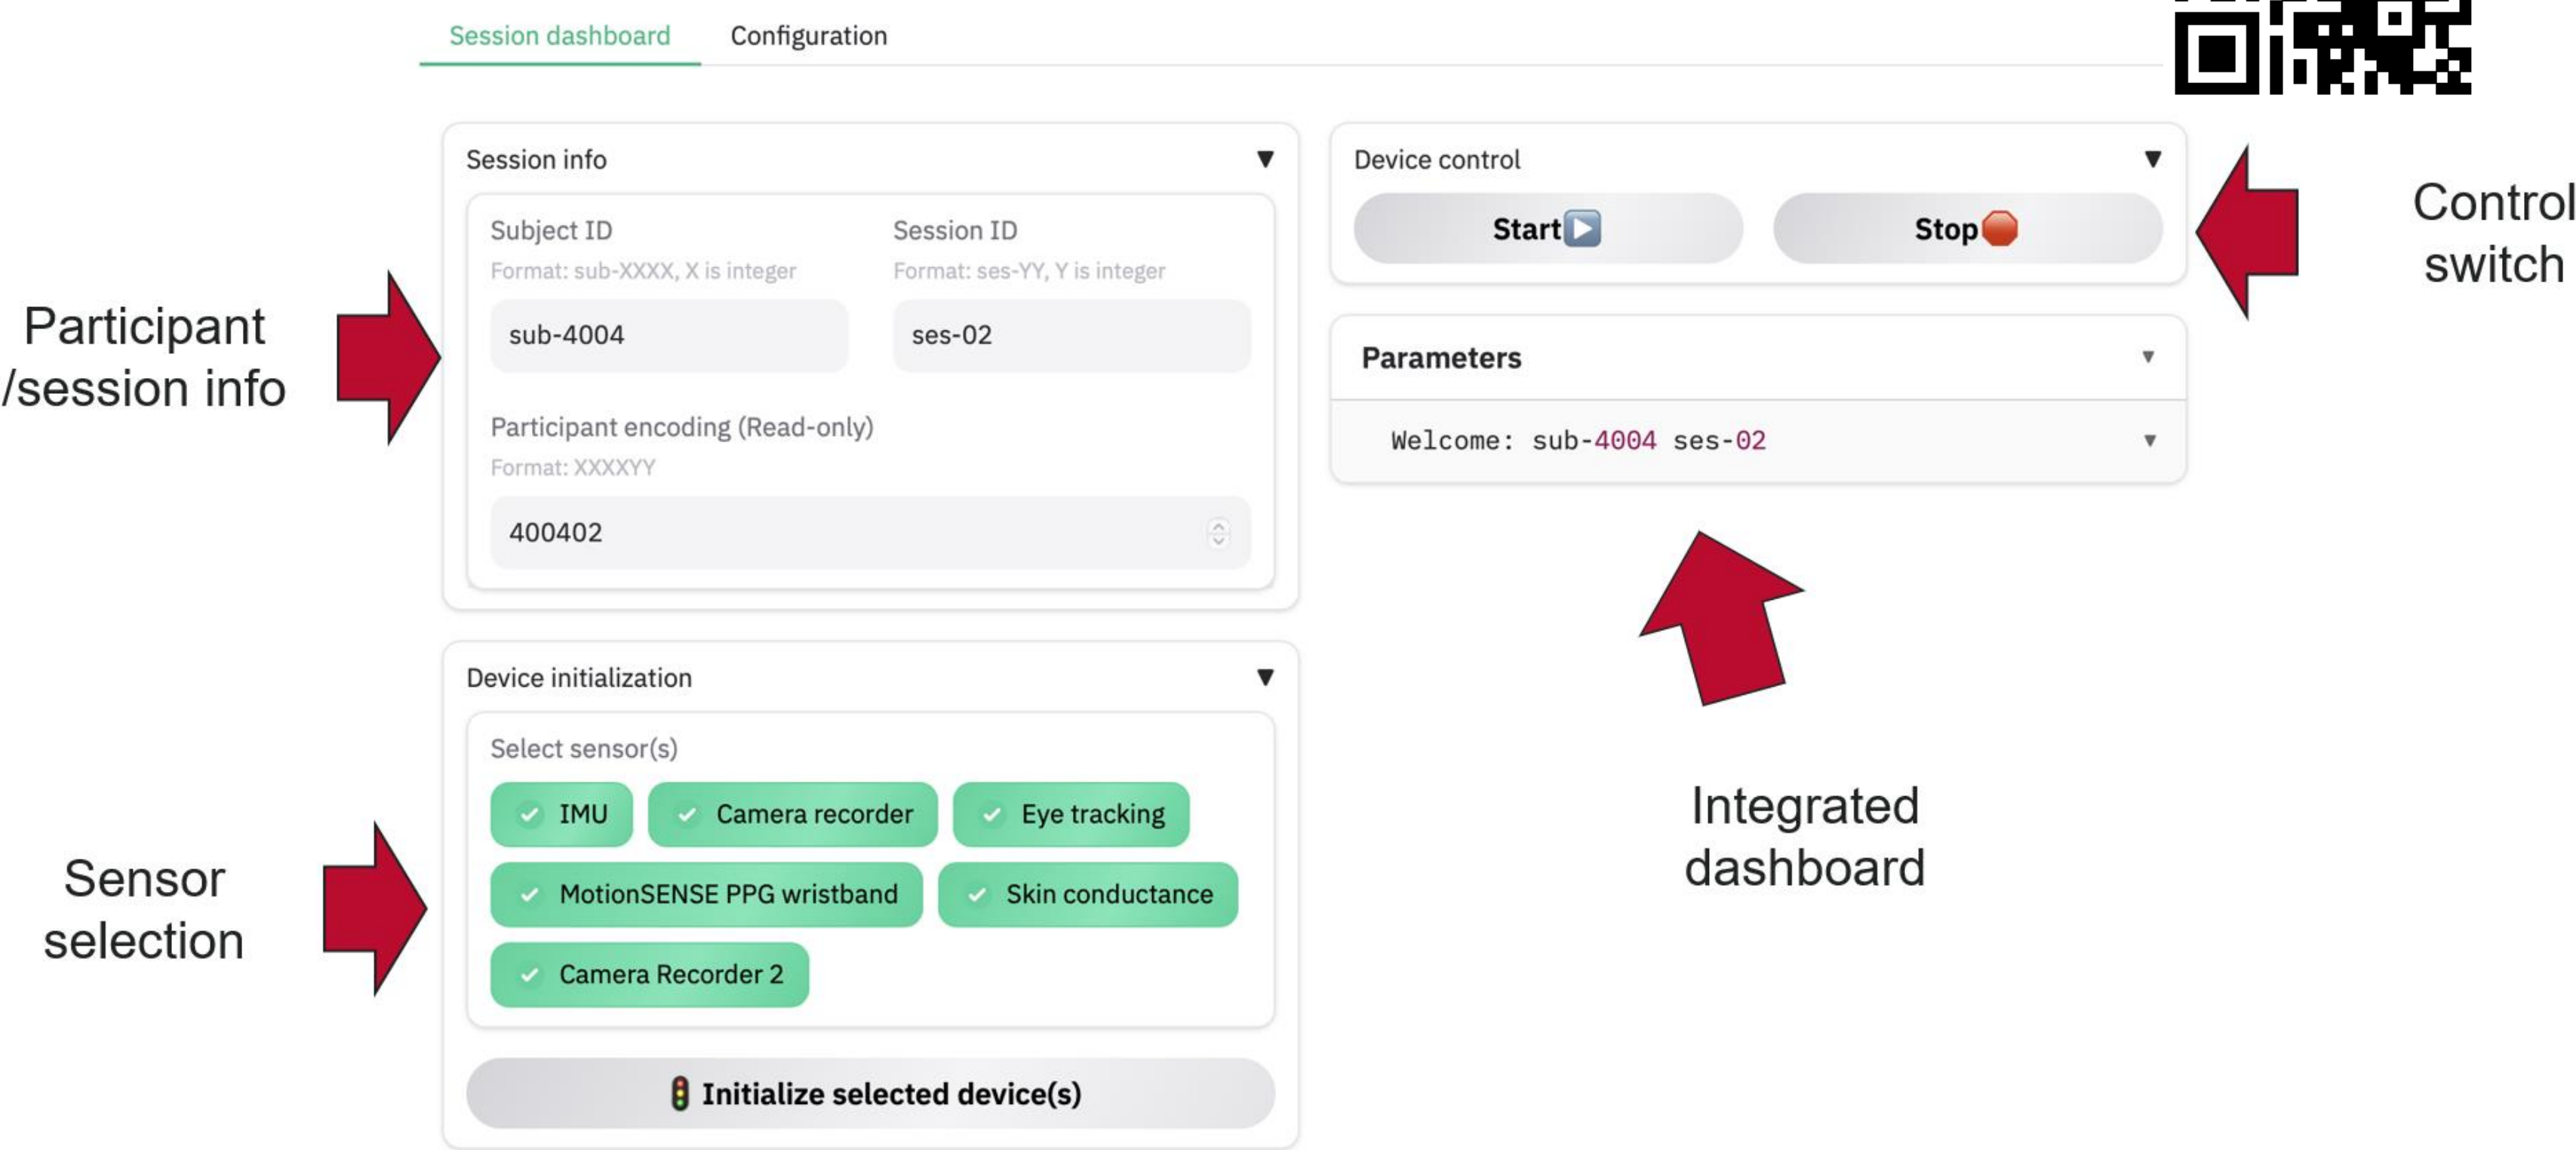 Session dashboard
Configuration
Session info
Subject ID
Format: sub-XXXX, X is integer
sub-4004
Session ID
Format: ses-YY, Y is integer
ses-02
Participant encoding (Read-only)
Format: XXXXYY
400402
Device control
Start
Stop
Parameters
Welcome: sub-4004 ses-02
Device initialization
Select sensor(s)
IMU
Camera recorder
Eye tracking
MotionSENSE PPG wristband
Skin conductance
Camera Recorder 2
Initialize selected device(s)
Participant
/session info
Sensor
selection
Control
switch
Integrated
dashboard